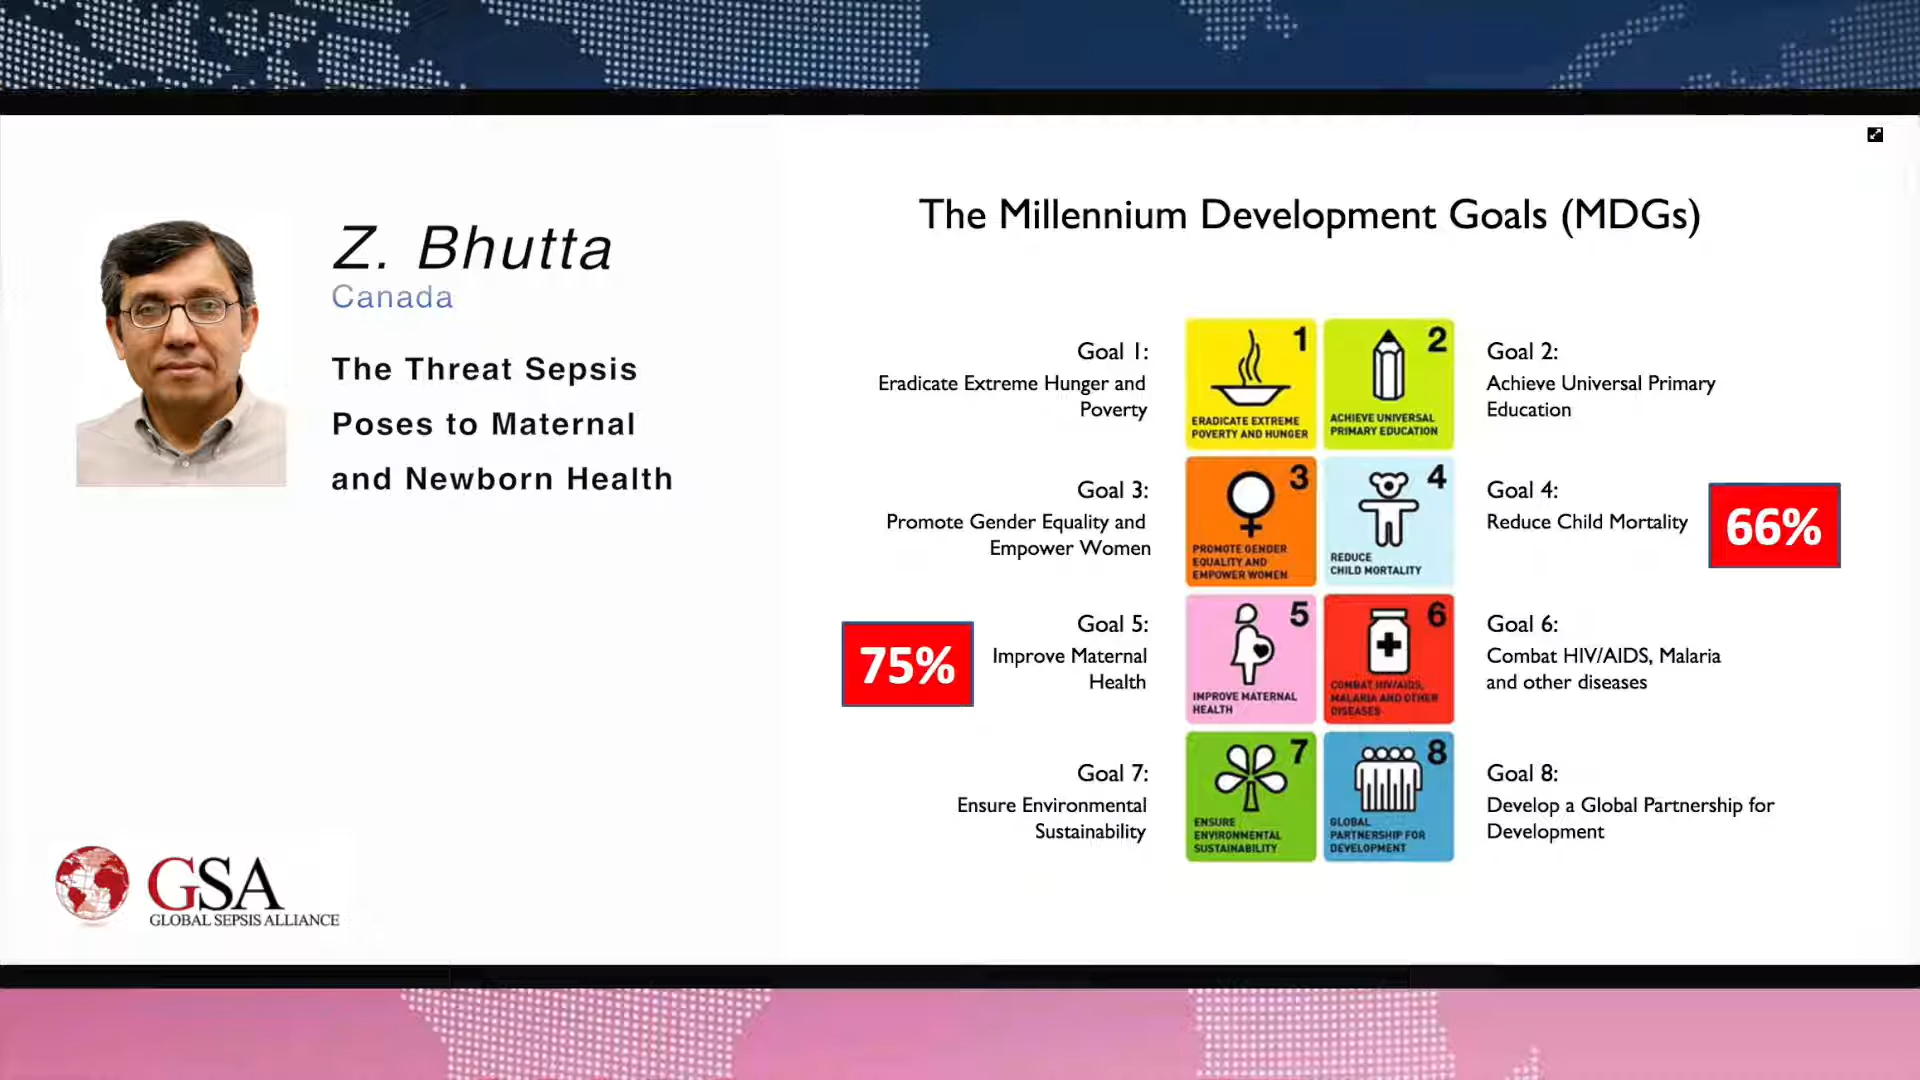 Z. Bhutta
Canada
The Threat Sepsis
Poses to Maternal
and Newborn Health
GSA
GLOBAL SEPSIS ALLIANCE
The Millennium Development Goals (MDGs)
Goal 1:
Eradicate Extreme Hunger and
Poverty
1
ERADICATE EXTREME
POVERTY AND HUNGER
2
ACHIEVE UNIVERSAL
PRIMARY EDUCATION
Goal 2:
Achieve Universal Primary
Education
Goal 3:
Promote Gender Equality and
Empower Women
3
PROMOTE GENDER
EQUALITY AND
EMPOWER WOMEN
4
REDUCE
CHILD MORTALITY
Goal 4:
Reduce Child Mortality
66%
75%
Goal 5:
Improve Maternal
Health
5
IMPROVE MATERNAL
HEALTH
6
COMBAT HIV/AIDS,
MALARIA AND OTHER
DISEASES
Goal 6:
Combat HIV/AIDS, Malaria
and other diseases
Goal 7:
Ensure Environmental
Sustainability
7
ENSURE
ENVIRONMENTAL
SUSTAINABILITY
8
GLOBAL
PARTNERSHIP FOR
DEVELOPMENT
Goal 8:
Develop a Global Partnership for
Development